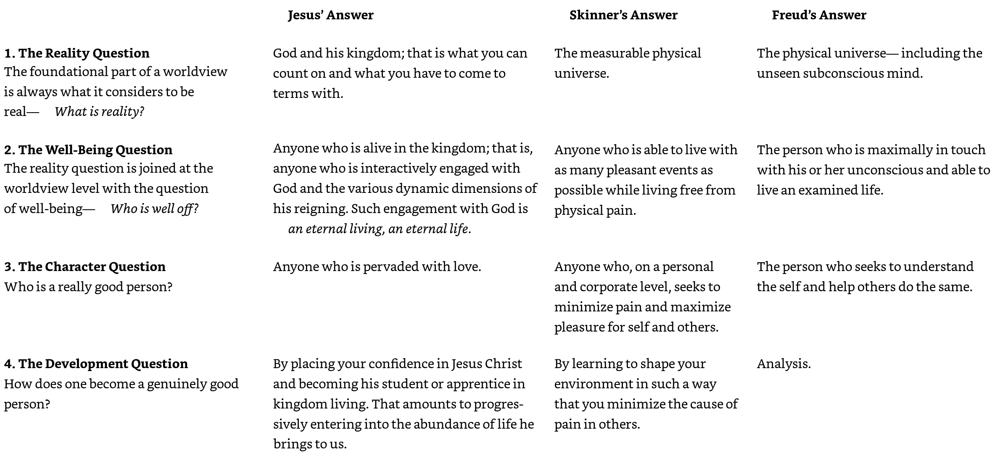 Jesus’ Answer
Skinner’s Answer
Freud’s Answer
1. The Reality Question
The foundational part of a worldview
is always what it considers to be
real— What is reality?
God and his kingdom; that is what you can
count on and what you have to come to
terms with.
The measurable physical
universe.
The physical universe— including the
unseen subconscious mind.
2. The Well-Being Question
The reality question is joined at the
worldview level with the question
of well-being— Who is well off?
Anyone who is alive in the kingdom; that is,
anyone who is interactively engaged with
God and the various dynamic dimensions of
his reigning. Such engagement with God is
an eternal living, an eternal life.
Anyone who is able to live with
as many pleasant events as
possible while living free from
physical pain.
The person who is maximally in touch
with his or her unconscious and able to
live an examined life.
3. The Character Question
Who is a really good person?
Anyone who is pervaded with love.
Anyone who, on a personal
and corporate level, seeks to
minimize pain and maximize
pleasure for self and others.
The person who seeks to understand
the self and help others do the same.
4. The Development Question
How does one become a genuinely good
person?
By placing your confidence in Jesus Christ
and becoming his student or apprentice in
kingdom living. That amounts to progres-
sively entering into the abundance of life he
brings to us.
By learning to shape your
environment in such a way
that you minimize the cause of
pain in others.
Analysis.